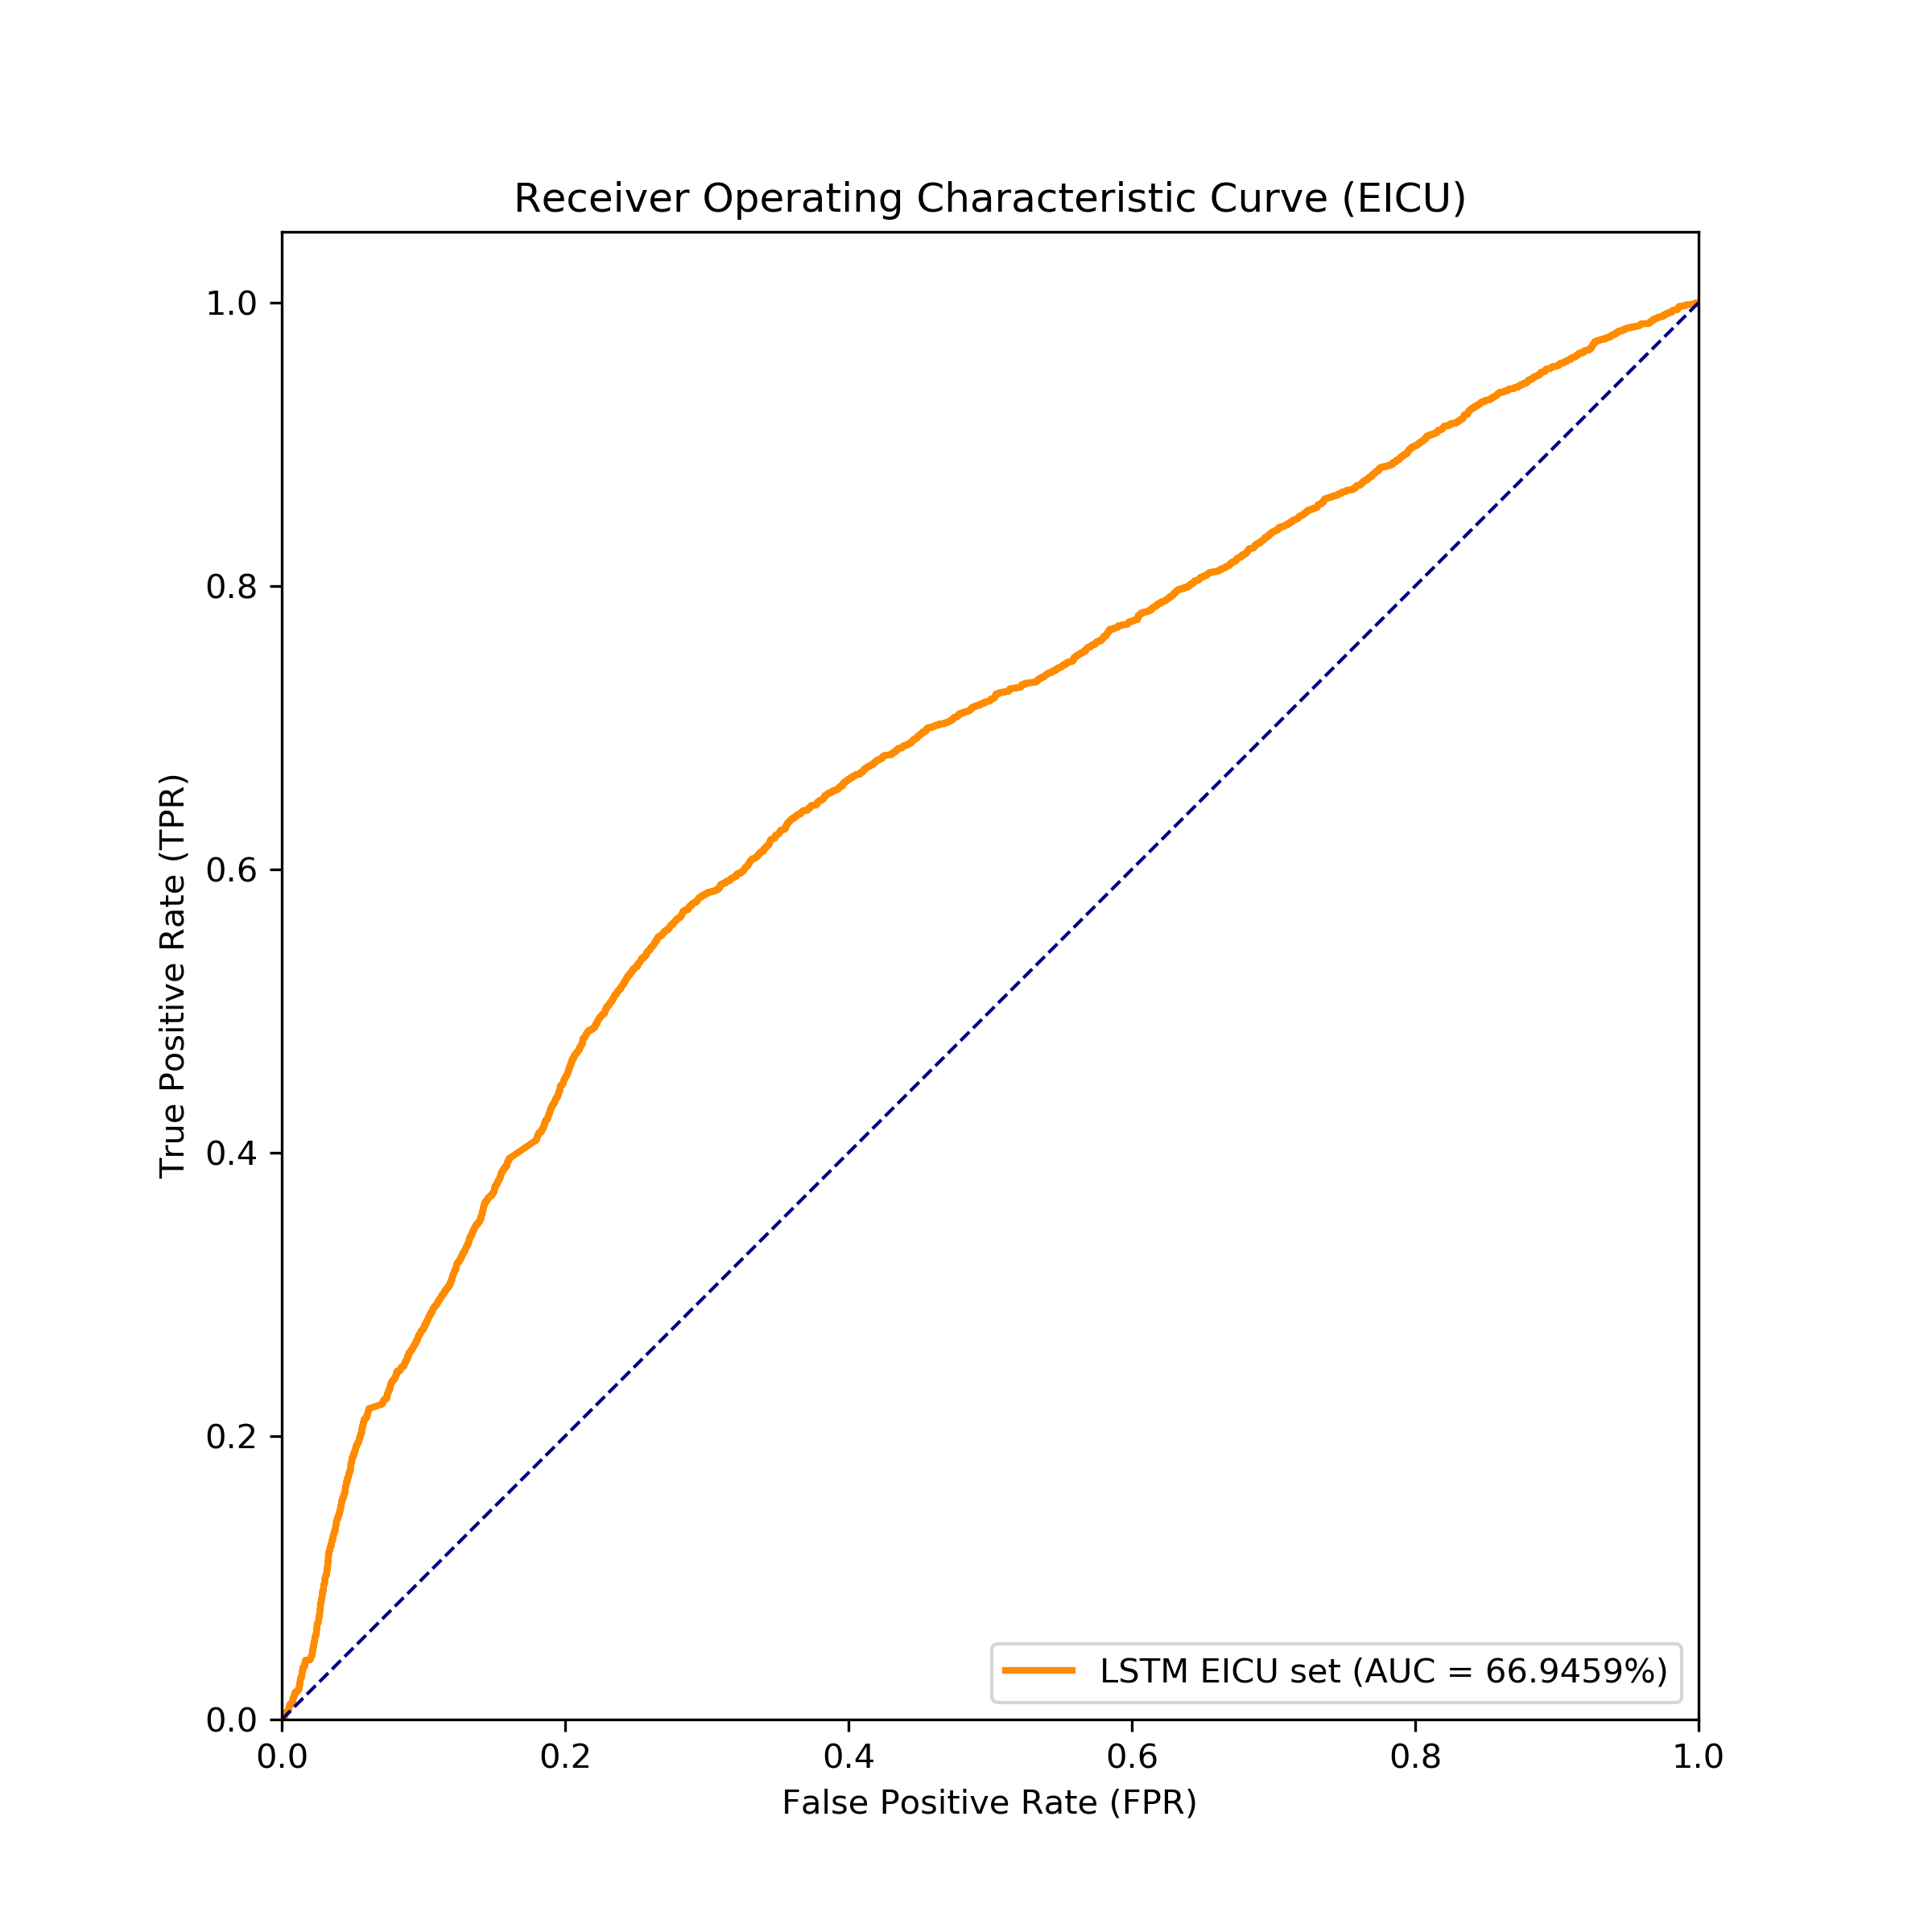 Receiver Operating Characteristic Curve (EICU)
True Positive Rate (TPR)
1.0
0.8
0.6
0.4
0.2
0.0
LSTM EICU set (AUC = 66.9459%)
0.0 0.2 0.4 0.6 0.8 1.0
False Positive Rate (FPR)